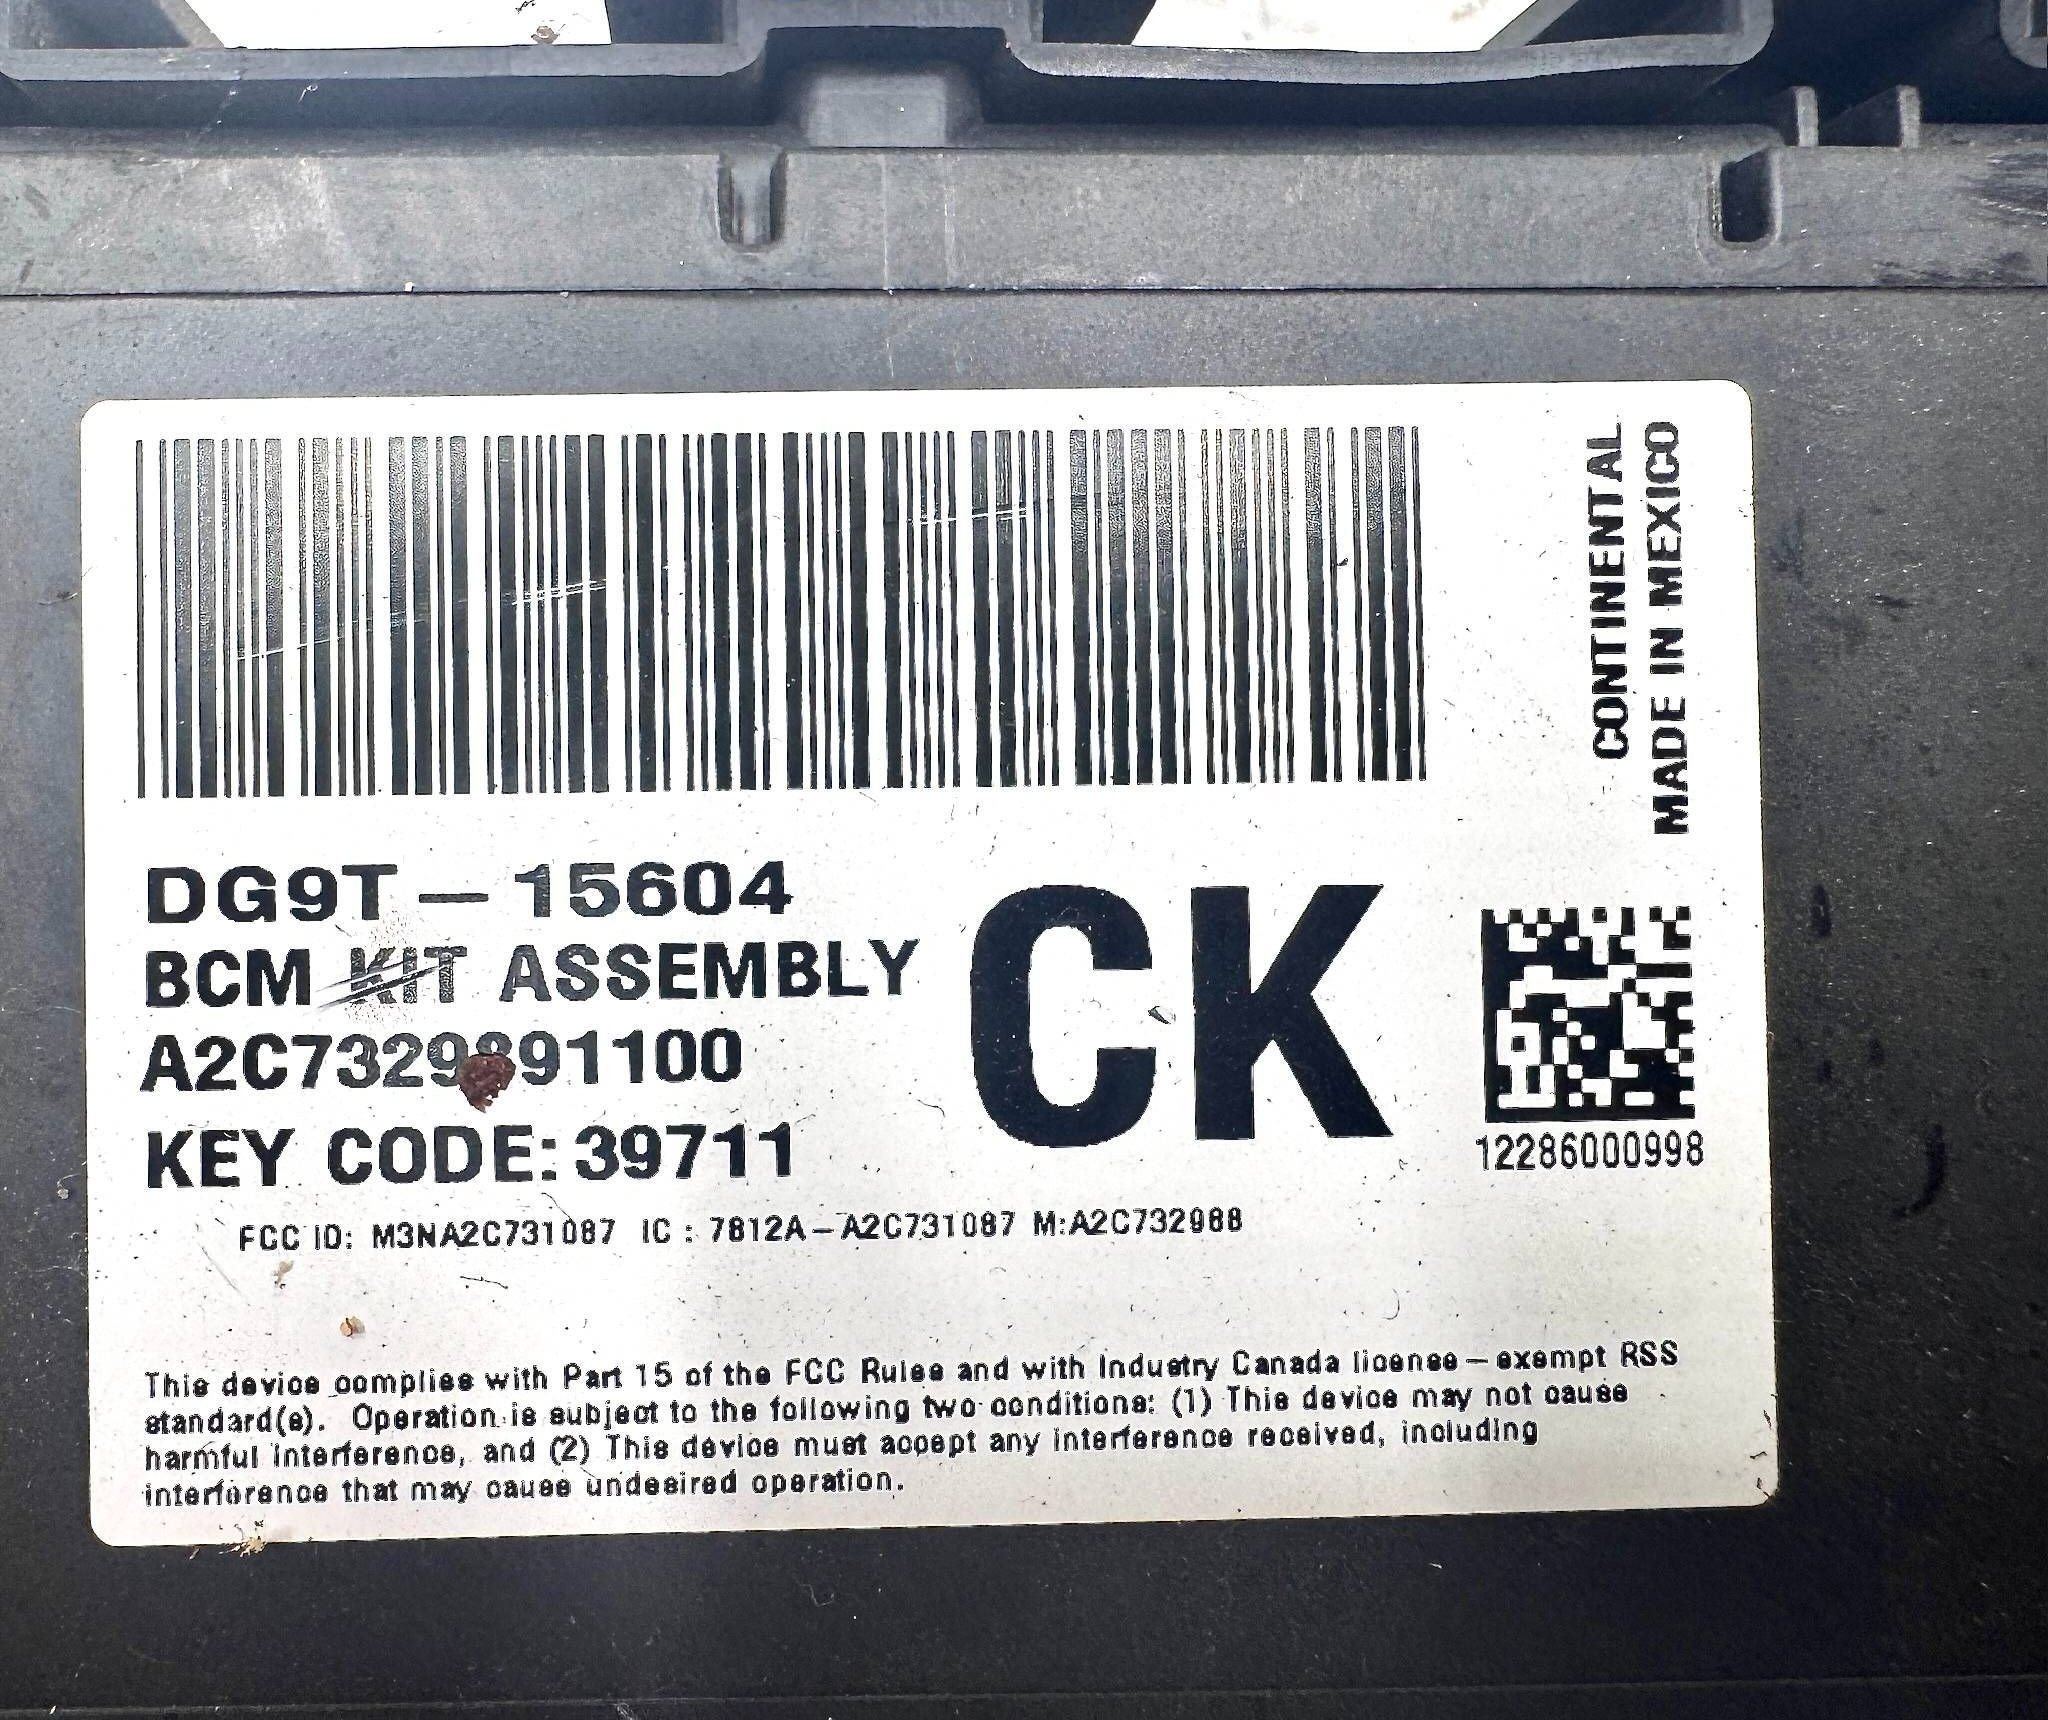 CONTINENTAL
MADE IN MEXICO
DG9T-15604
BCM KIT ASSEMBLY
CK
KEY CODE: 39711
12286000998
FCC ID: M3NA2C731087 IC : 7812A-A2C731087 M:A2C732988
This device complies with Part 15 of the FCC Rules and with Industry Canada license-exempt RSS
standard(s). Operation is subject to the following two conditions: (1) This device may not cause
harmful interference, and (2) This device must accept any interference received, including
interference that may cause undesired operation.